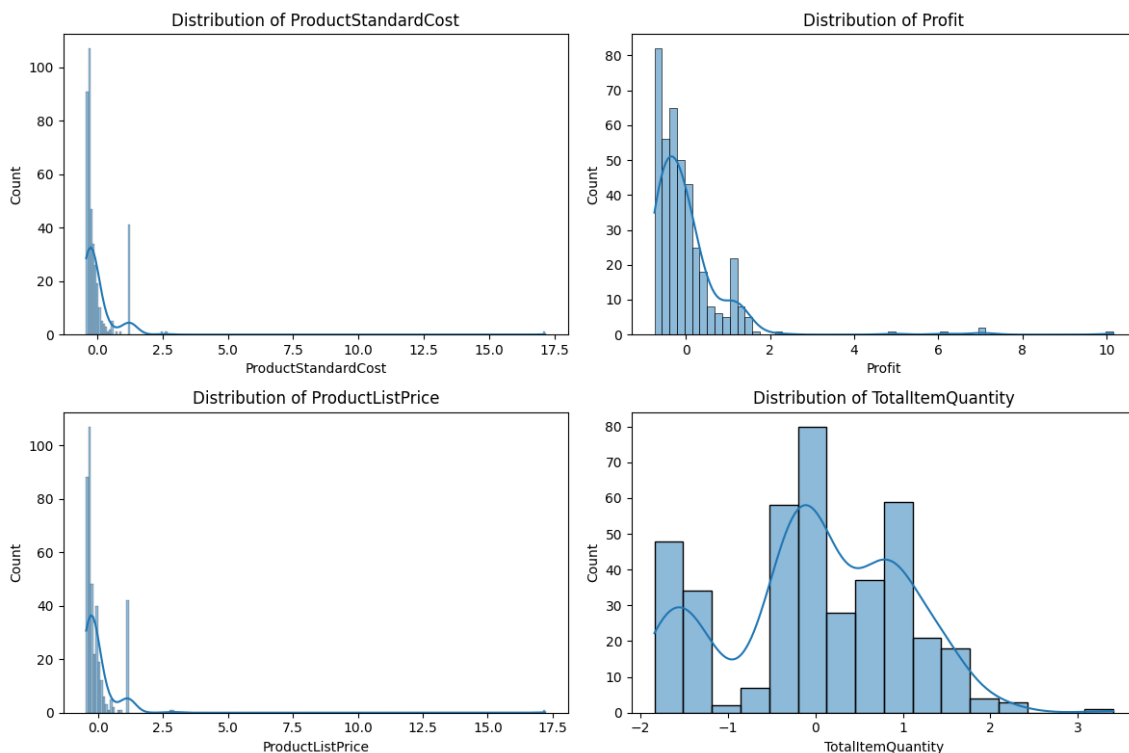 Distribution of ProductStandardCost
Count
100
80
60
40
20
0
0.0 2.5 5.0 7.5 10.0 12.5 15.0 17.5
ProductStandardCost
Distribution of Profit
Count
80
70
60
50
40
30
20
10
0
0 2 4 6 8 10
Profit
Distribution of ProductListPrice
Count
100
80
60
40
20
0
0.0 2.5 5.0 7.5 10.0 12.5 15.0 17.5
ProductListPrice
Distribution of TotalItemQuantity
Count
80
70
60
50
40
30
20
10
0
−2 −1 0 1 2 3
TotalItemQuantity